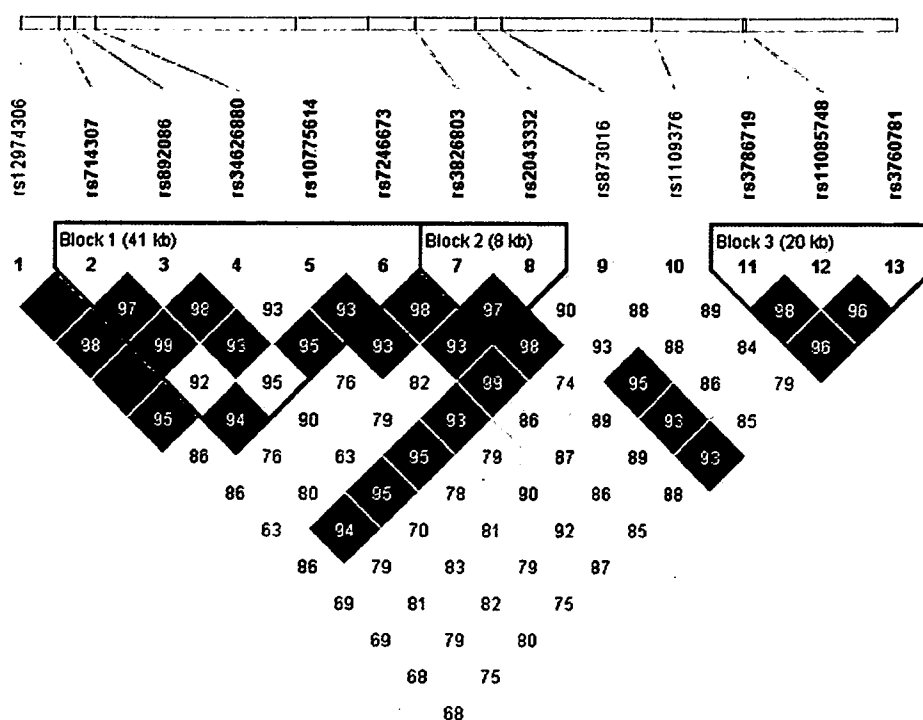 rs12974306
rs714307
rs892086
rs34626880
rs10775614
rs7246673
rs3826803
rs2043332
rs873016
rs1109376
rs3786719
rs11085748
rs3760781
Block 1 (41 kb) Block 2 (8 kb) Block 3 (20 kb)
1 2 3 4 5 6 7 8 9 10 11 12 13
97 98 93 93 98 97 90 88 89 98 96
98 99 93 95 93 93 98 93 88 84 96
92 95 76 82 99 74 95 86 79
95 94 90 79 93 86 89 93 85
86 76 63 95 79 87 89 93
86 80 95 78 90 86 88
63 94 70 81 92 85
86 79 83 79 87
69 81 82 75
69 79 80
68 75
68